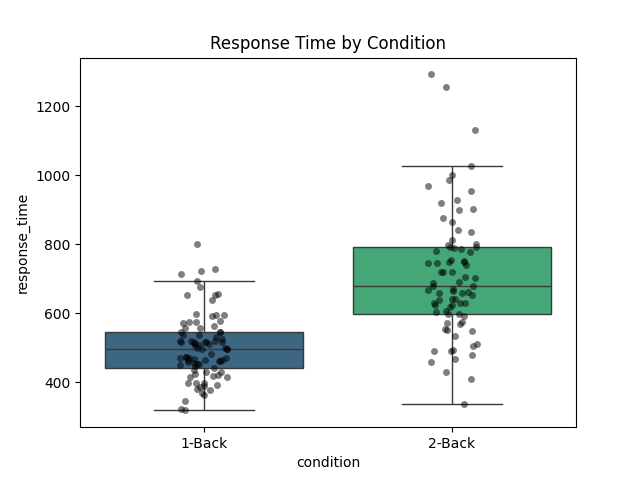 Response Time by Condition
1200
1000
800
600
400
response_time
1-Back
2-Back
condition